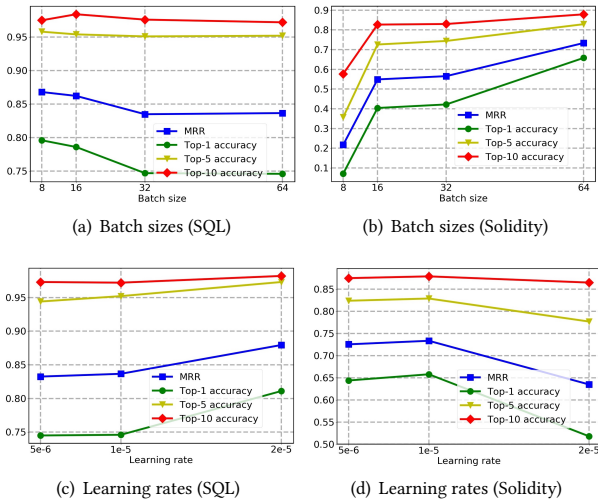 0.95
0.90
0.85
0.80
0.75
MRR
Top-1 accuracy
Top-5 accuracy
Top-10 accuracy
8 16 32 64
Batch size
(a) Batch sizes (SQL)
0.9
0.8
0.7
0.6
0.5
0.4
0.3
0.2
0.1
MRR
Top-1 accuracy
Top-5 accuracy
Top-10 accuracy
8 16 32 64
Batch size
(b) Batch sizes (Solidity)
0.95
0.90
0.85
0.80
0.75
MRR
Top-1 accuracy
Top-5 accuracy
Top-10 accuracy
5e-6 1e-5 2e-5
Learning rate
(c) Learning rates (SQL)
0.85
0.80
0.75
0.70
0.65
0.60
0.55
0.50
MRR
Top-1 accuracy
Top-5 accuracy
Top-10 accuracy
5e-6 1e-5 2e-5
Learning rate
(d) Learning rates (Solidity)